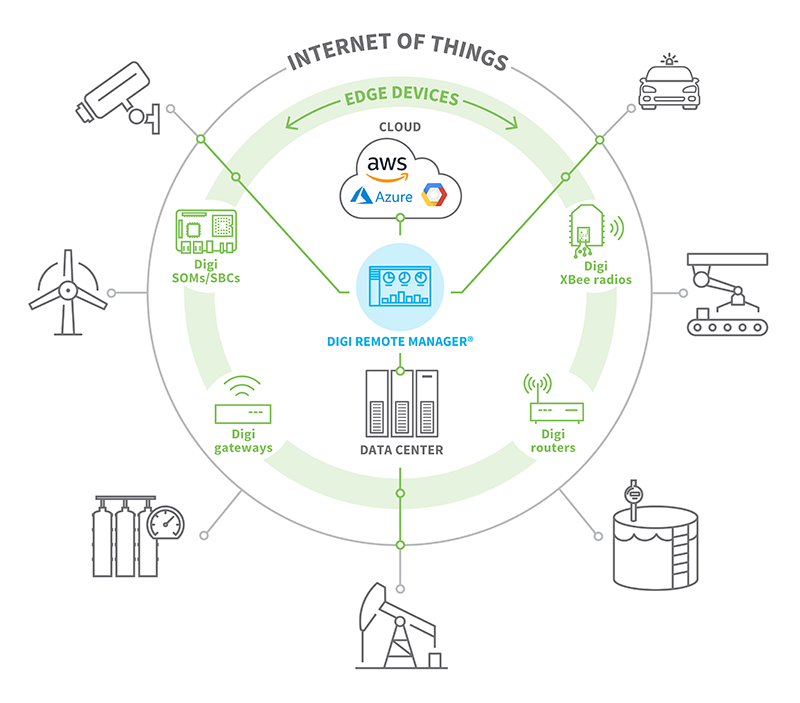 INTERNET OF THINGS
EDGE DEVICES
CLOUD
aws
Azure
Digi
SOMs/SBCs
Digi
XBee radios
DIGI REMOTE MANAGER®
Digi
gateways
DATA CENTER
Digi
routers